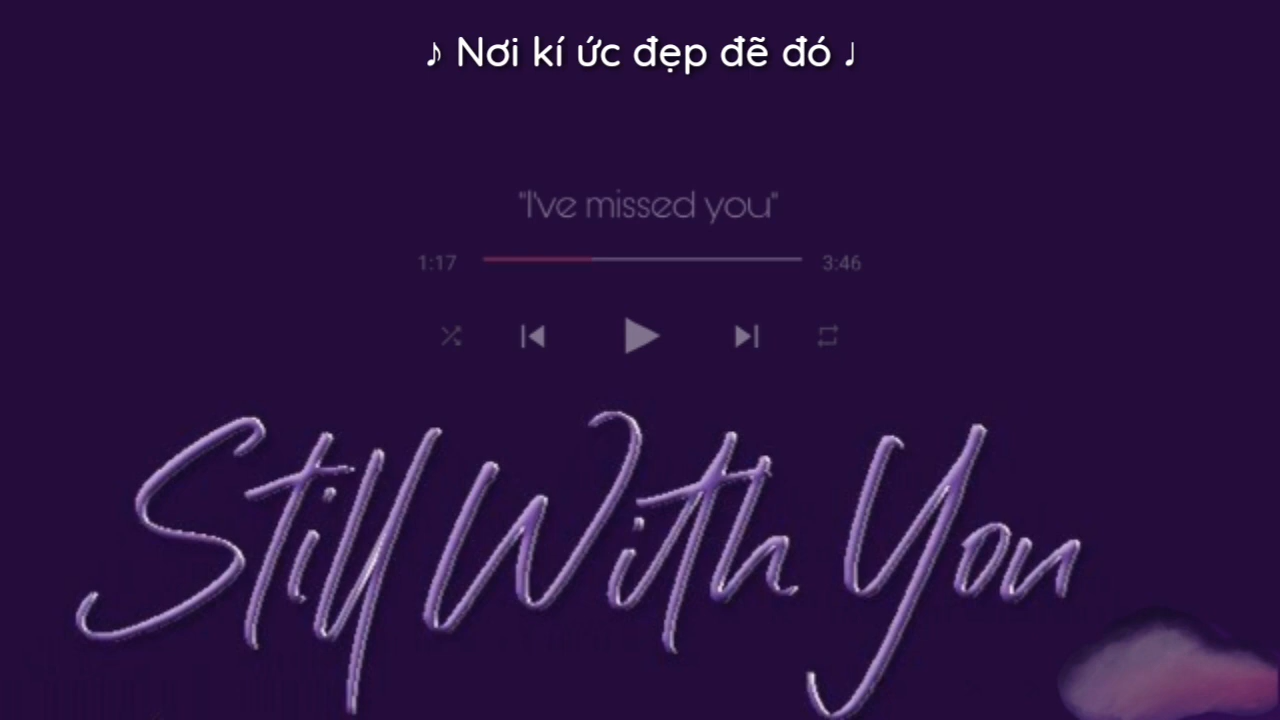 ♪ Nơi kí ức đẹp đẽ đó ♩
"I've missed you"
1:17 3:46
Still With You